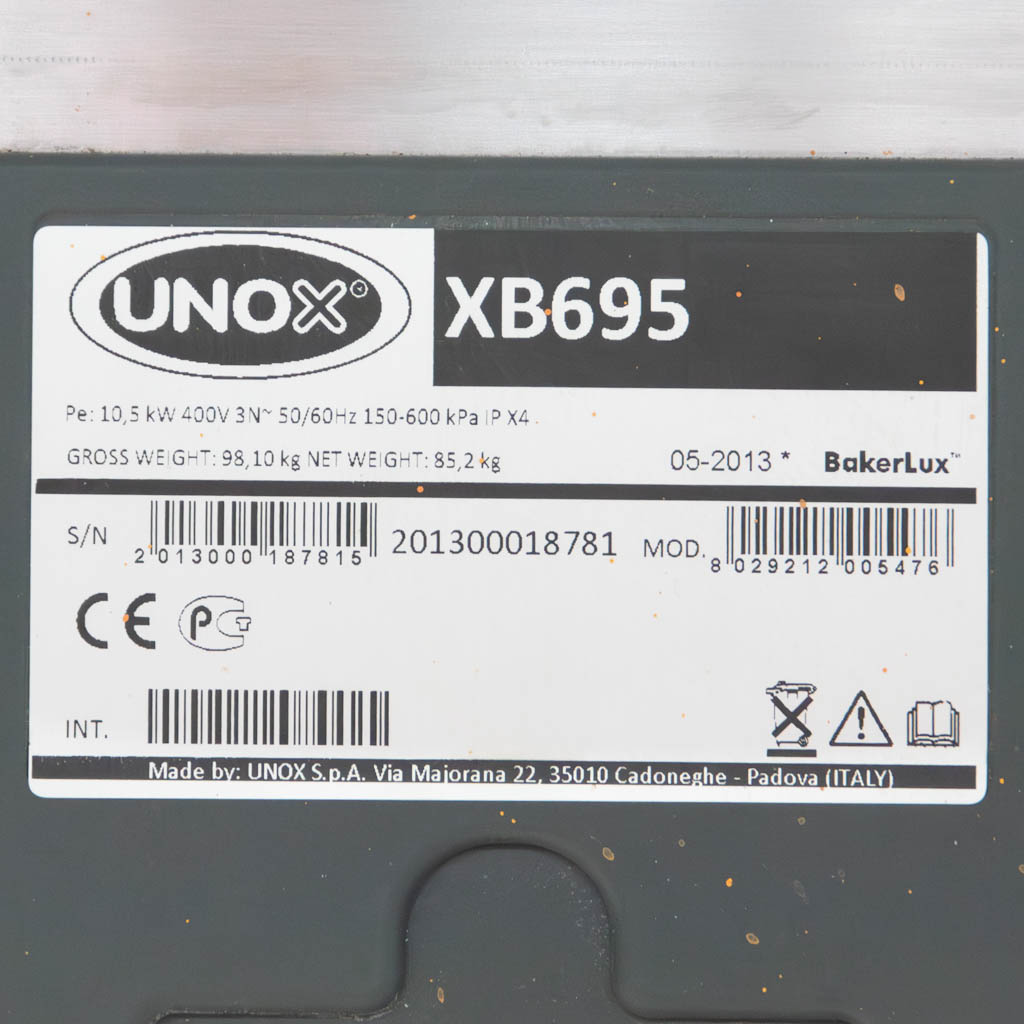 UNOX
XB695
Pe: 10,5 kW 400V 3N~ 50/60Hz 150-600 kPa IP X4
GROSS WEIGHT: 98,10 kg NET WEIGHT: 85,2 kg
05-2013 * BakerLux™
S/N
2 013000 187815
201300018781
MOD.
8 029212 005476
CE
PCT
INT.
Made by: UNOX S.p.A. Via Majorana 22, 35010 Cadoneghe - Padova (ITALY)